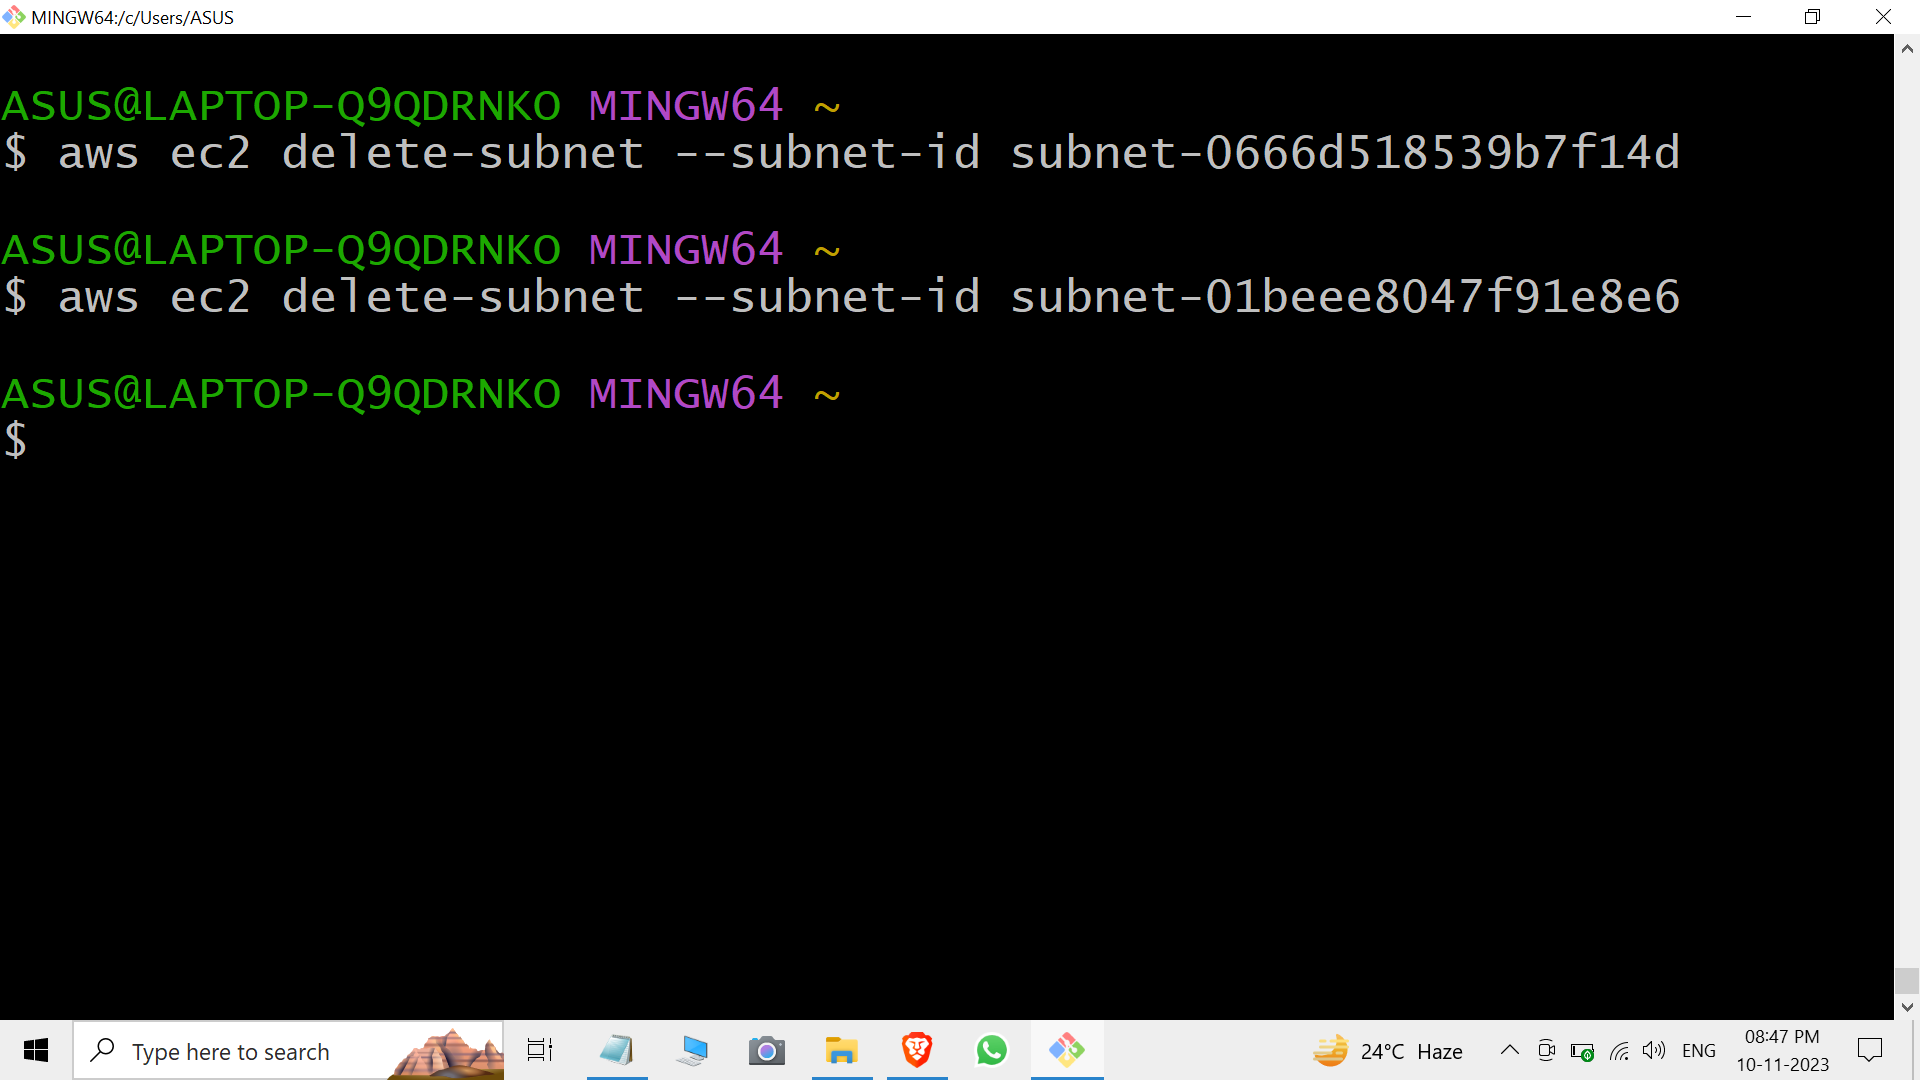 MINGW64:/c/Users/ASUS
ASUS@LAPTOP-Q9QDRNKO MINGW64 ~
$ aws ec2 delete-subnet --subnet-id subnet-0666d518539b7f14d
ASUS@LAPTOP-Q9QDRNKO MINGW64 ~
$ aws ec2 delete-subnet --subnet-id subnet-01beee8047f91e8e6
ASUS@LAPTOP-Q9QDRNKO MINGW64 ~
$
Type here to search
24°C Haze
ENG
08:47 PM
10-11-2023